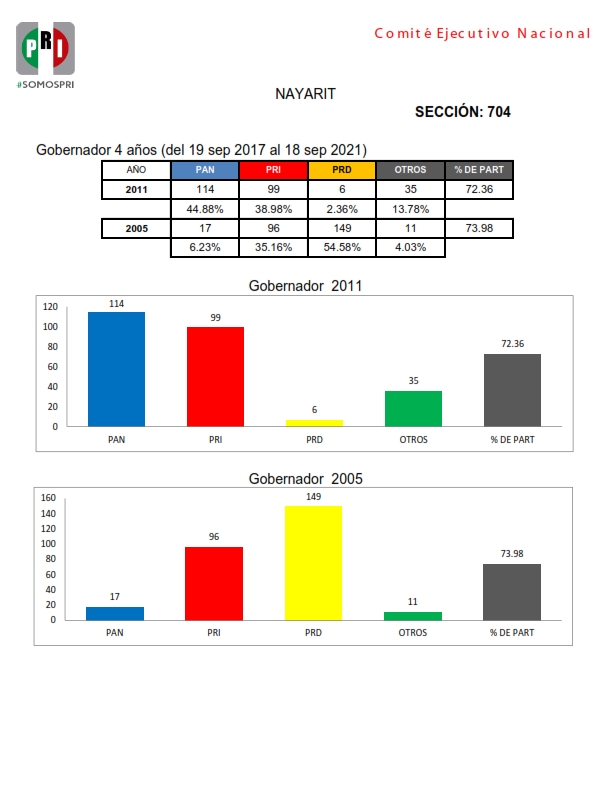 PRI
#SOMOSPRI
Comité Ejecutivo Nacional
NAYARIT
SECCIÓN: 704
Gobernador 4 años (del 19 sep 2017 al 18 sep 2021)
AÑO PAN PRI PRD OTROS % DE PART
2011 114 99 6 35 72.36
44.88% 38.98% 2.36% 13.78%
2005 17 96 149 11 73.98
6.23% 35.16% 54.58% 4.03%
Gobernador 2011
120
100
80
60
40
20
0
114
99
6
35
72.36
PAN PRI PRD OTROS % DE PART
Gobernador 2005
160
140
120
100
80
60
40
20
0
17
96
149
11
73.98
PAN PRI PRD OTROS % DE PART